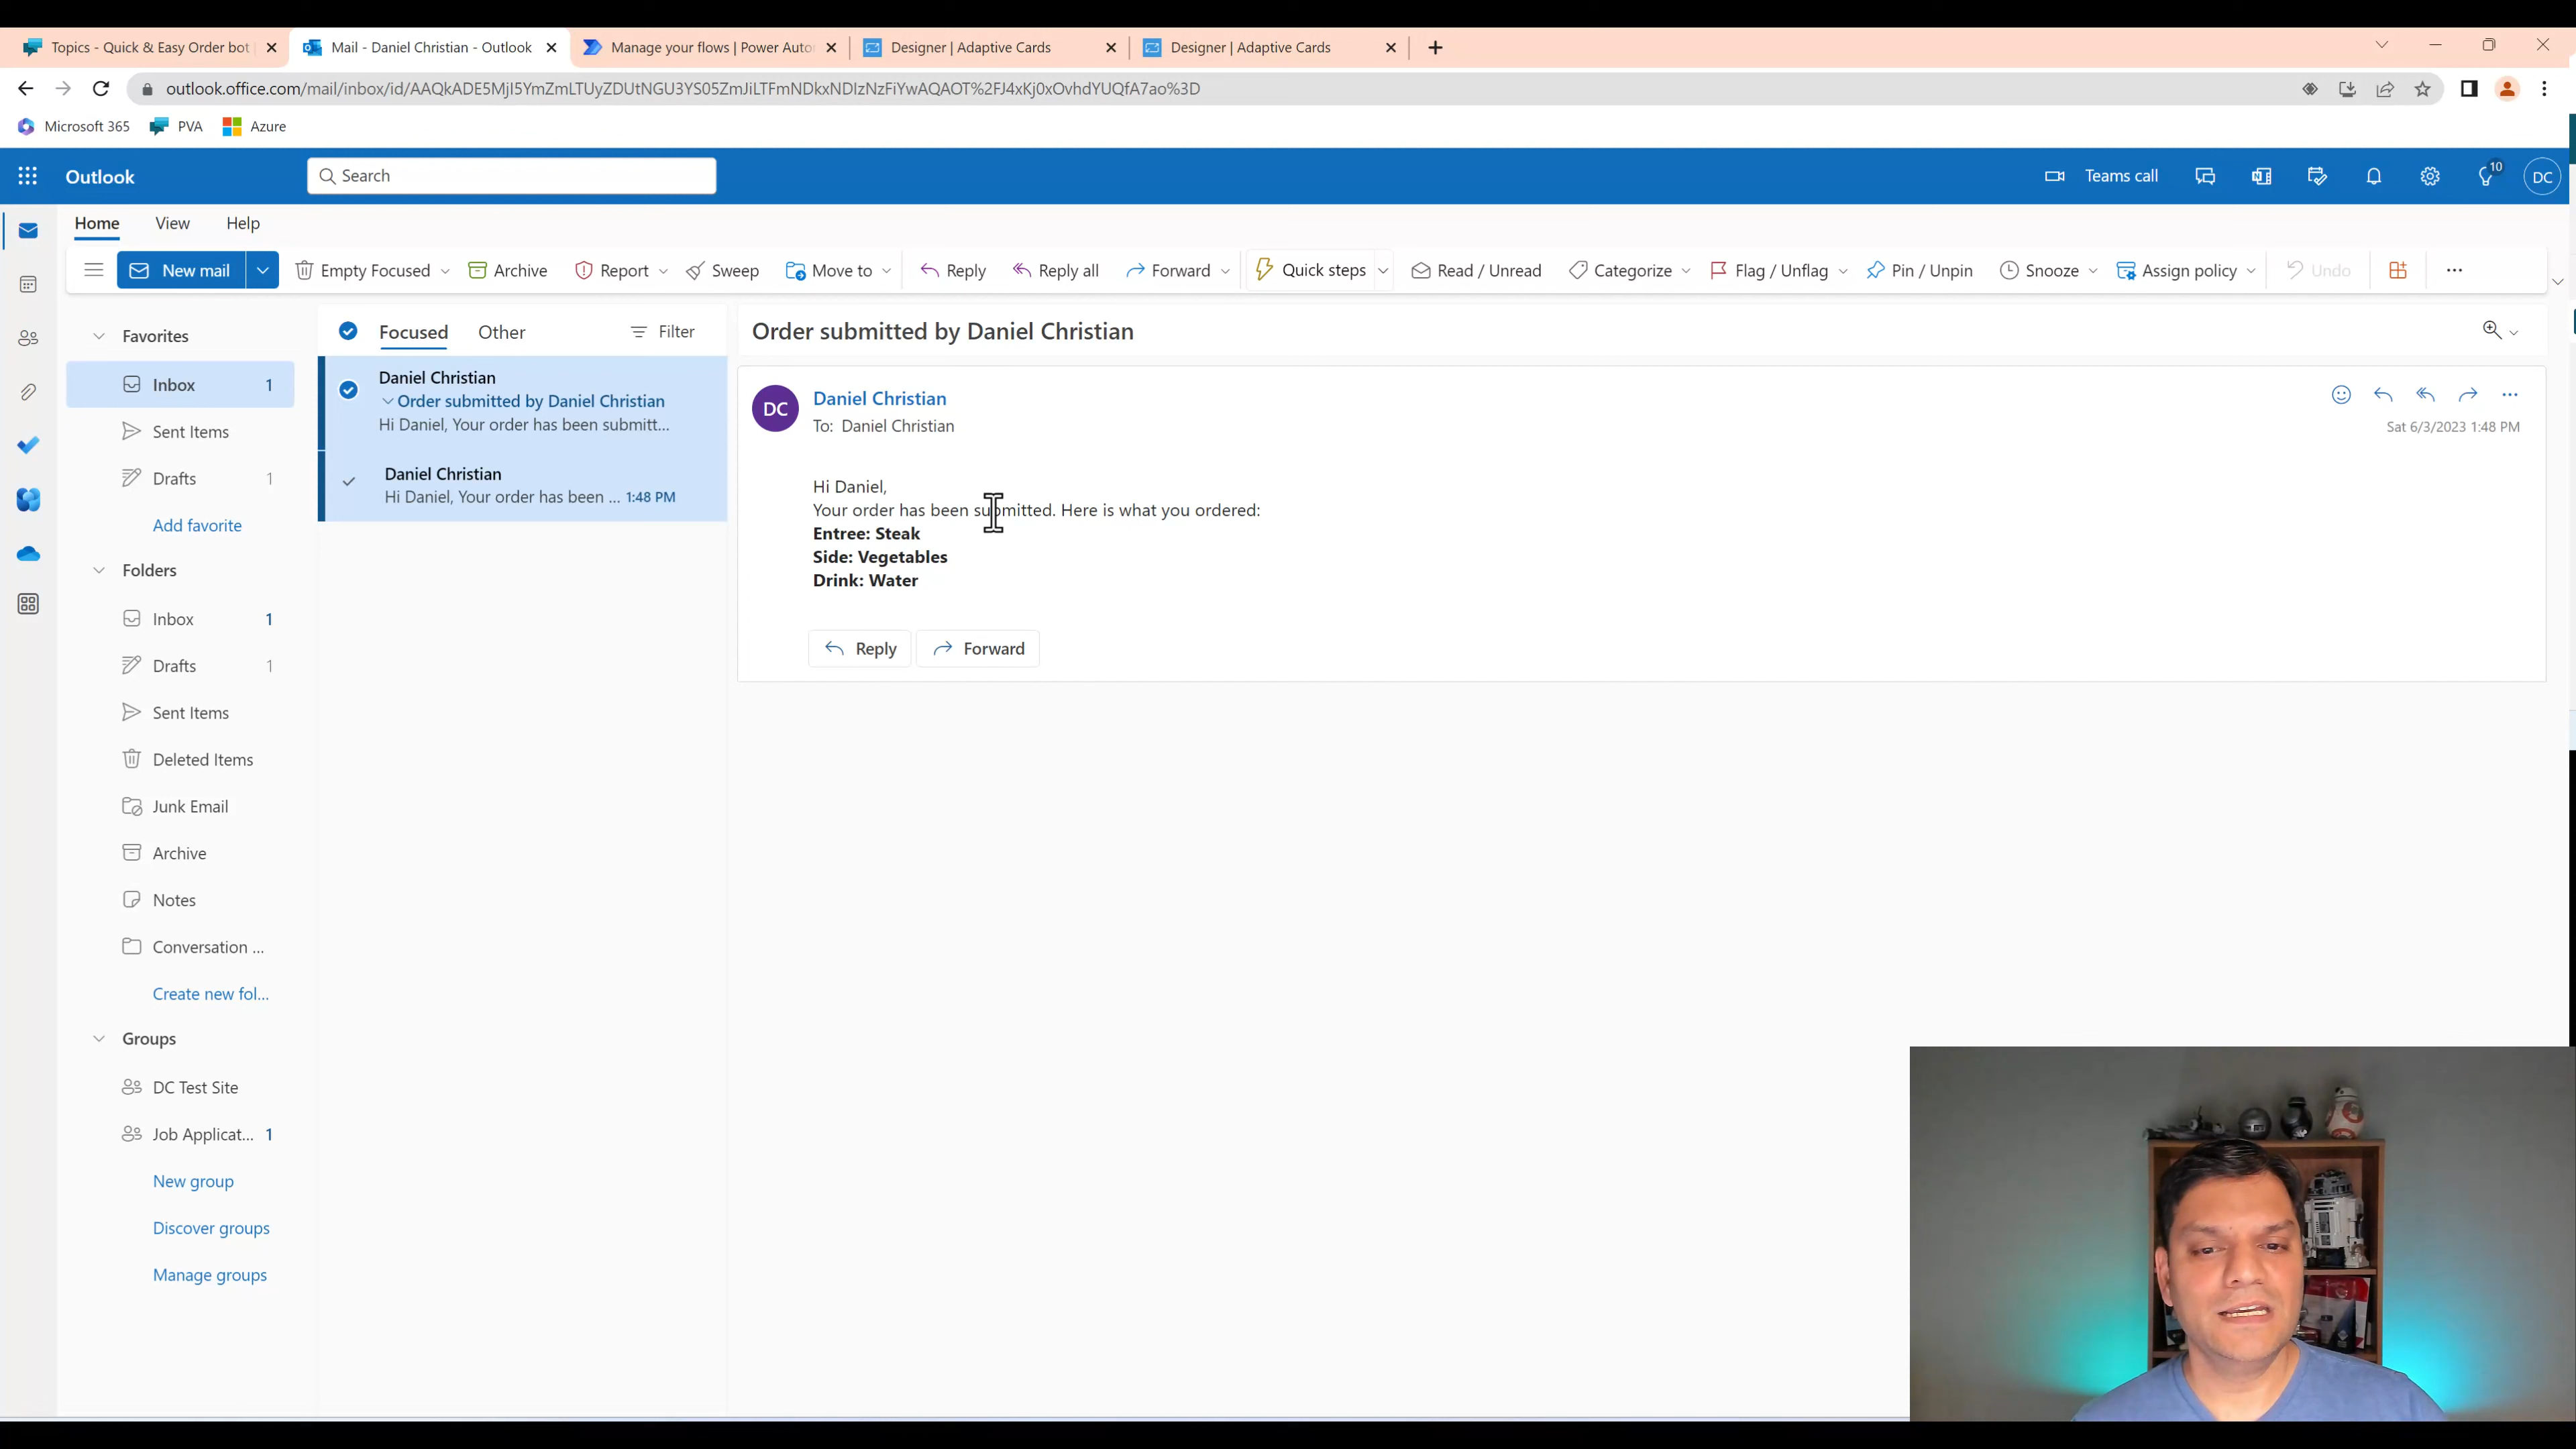 Topics - Quick & Easy Order bot
Mail - Daniel Christian - Outlook
Manage your flows | Power Auto
Designer | Adaptive Cards
Designer | Adaptive Cards
outlook.office.com/mail/inbox/id/AAQkADE5MjI5YmZmLTUyZDUtNGU3YS05ZmJiLTFmNDkxNDIzNzFiYwAQAOT%2FJ4xKj0xOvhdYUQfA7ao%3D
Microsoft 365 PVA Azure
Outlook Search Teams call 10 DC
Home View Help
New mail Empty Focused Archive Report Sweep Move to Reply Reply all Forward Quick steps Read / Unread Categorize Flag / Unflag Pin / Unpin Snooze Assign policy Undo
Favorites
Inbox 1
Sent Items
Drafts 1
Add favorite
Folders
Inbox 1
Drafts 1
Sent Items
Deleted Items
Junk Email
Archive
Notes
Conversation ...
Create new fol...
Groups
DC Test Site
Job Applicat... 1
New group
Discover groups
Manage groups
Focused Other Filter
Daniel Christian
Order submitted by Daniel Christian
Hi Daniel, Your order has been submitt...
Daniel Christian
Hi Daniel, Your order has been ... 1:48 PM
Order submitted by Daniel Christian
DC
Daniel Christian
To: Daniel Christian
Sat 6/3/2023 1:48 PM
Hi Daniel,
Your order has been submitted. Here is what you ordered:
Entree: Steak
Side: Vegetables
Drink: Water
Reply Forward